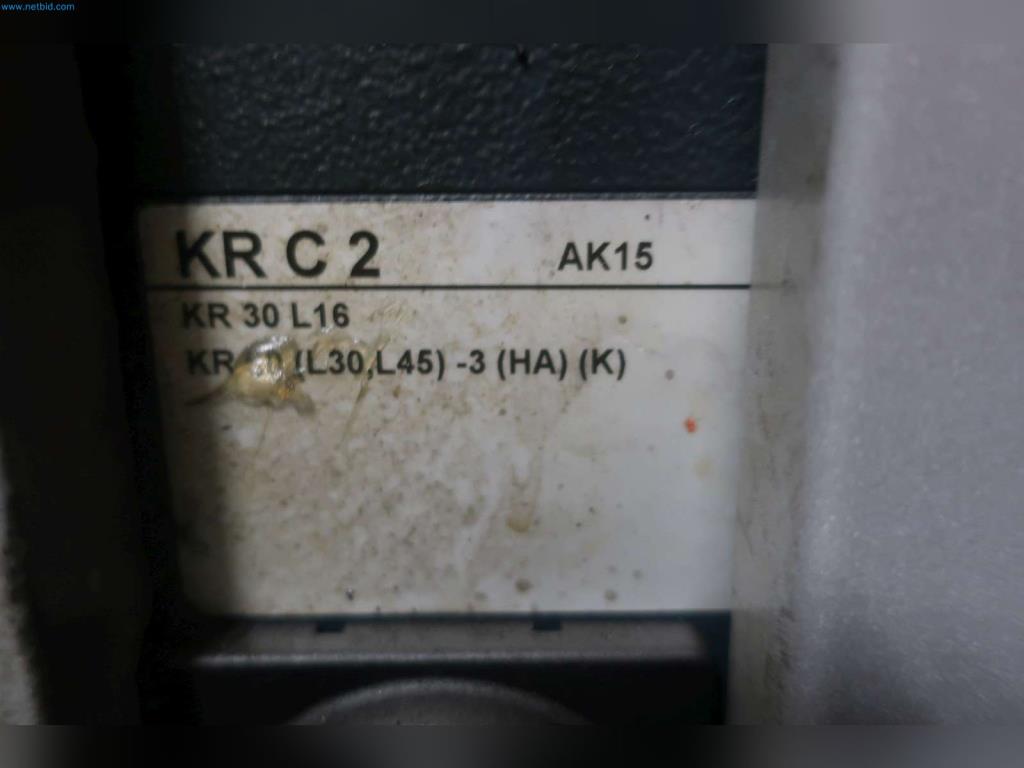 www.netbid.com
KR C 2 AK15
KR 30 L16
KR (L30,L45) -3 (HA) (K)